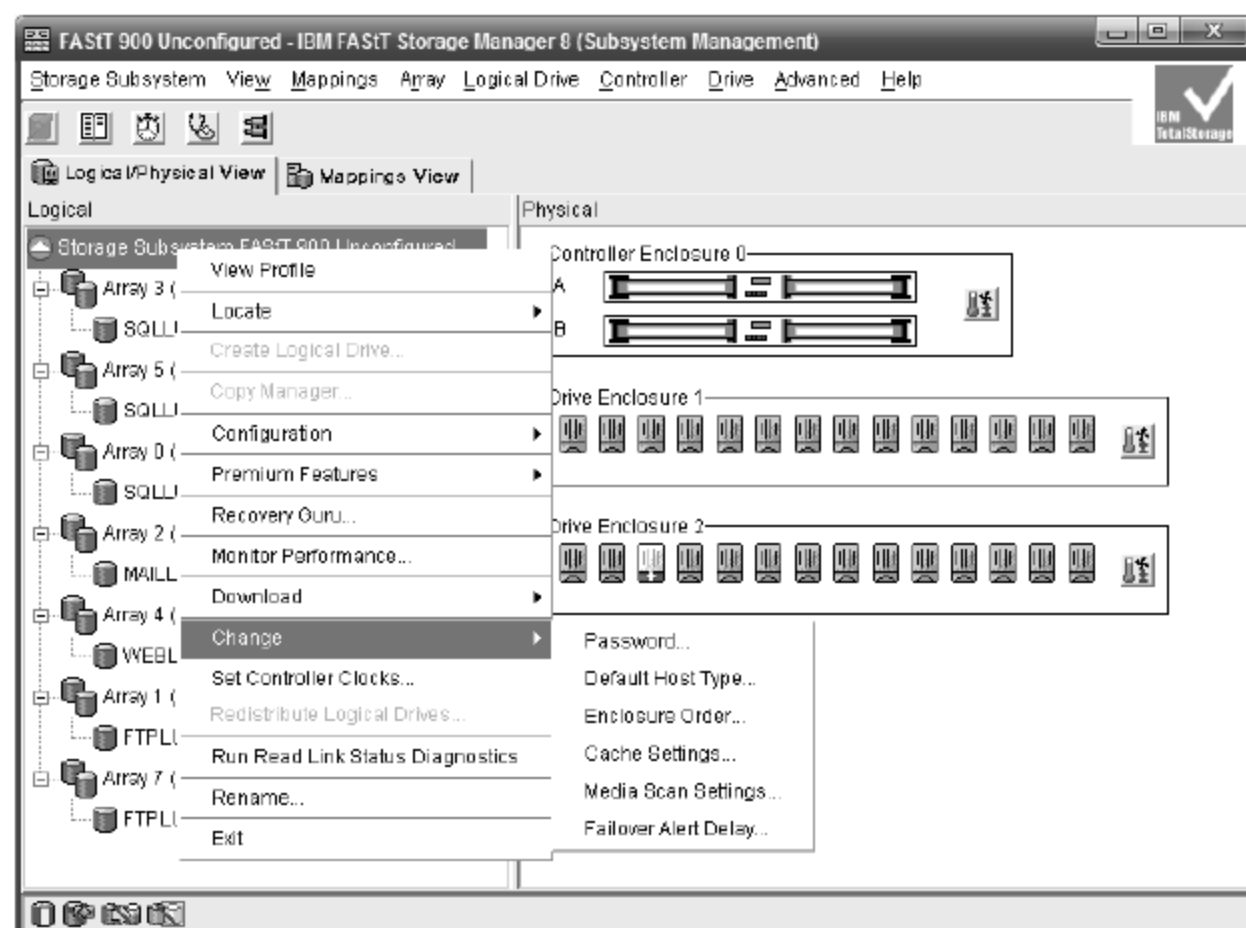 FAStT 900 Unconfigured - IBM FAStT Storage Manager 8 (Subsystem Management)
Storage Subsystem View Mappings Array Logical Drive Controller Drive Advanced Help
IBM
TotalStorage
Logical/Physical View Mappings View
Logical
Physical
Storage Subsystem FAStT 900 Unconfigured
Array 3 (
SQLL
Array 5 (
SQLL
Array 0 (
SQLL
Array 2 (
MAILL
Array 4 (
WEBL
Array 1 (
FTPL
Array 7 (
FTPL
View Profile
Locate
Create Logical Drive...
Copy Manager...
Configuration
Premium Features
Recovery Guru...
Monitor Performance...
Download
Change
Set Controller Clocks...
Redistribute Logical Drives...
Run Read Link Status Diagnostics
Rename...
Exit
Password...
Default Host Type...
Enclosure Order...
Cache Settings...
Media Scan Settings...
Failover Alert Delay...
Controller Enclosure 0
A
B
Drive Enclosure 1
Drive Enclosure 2